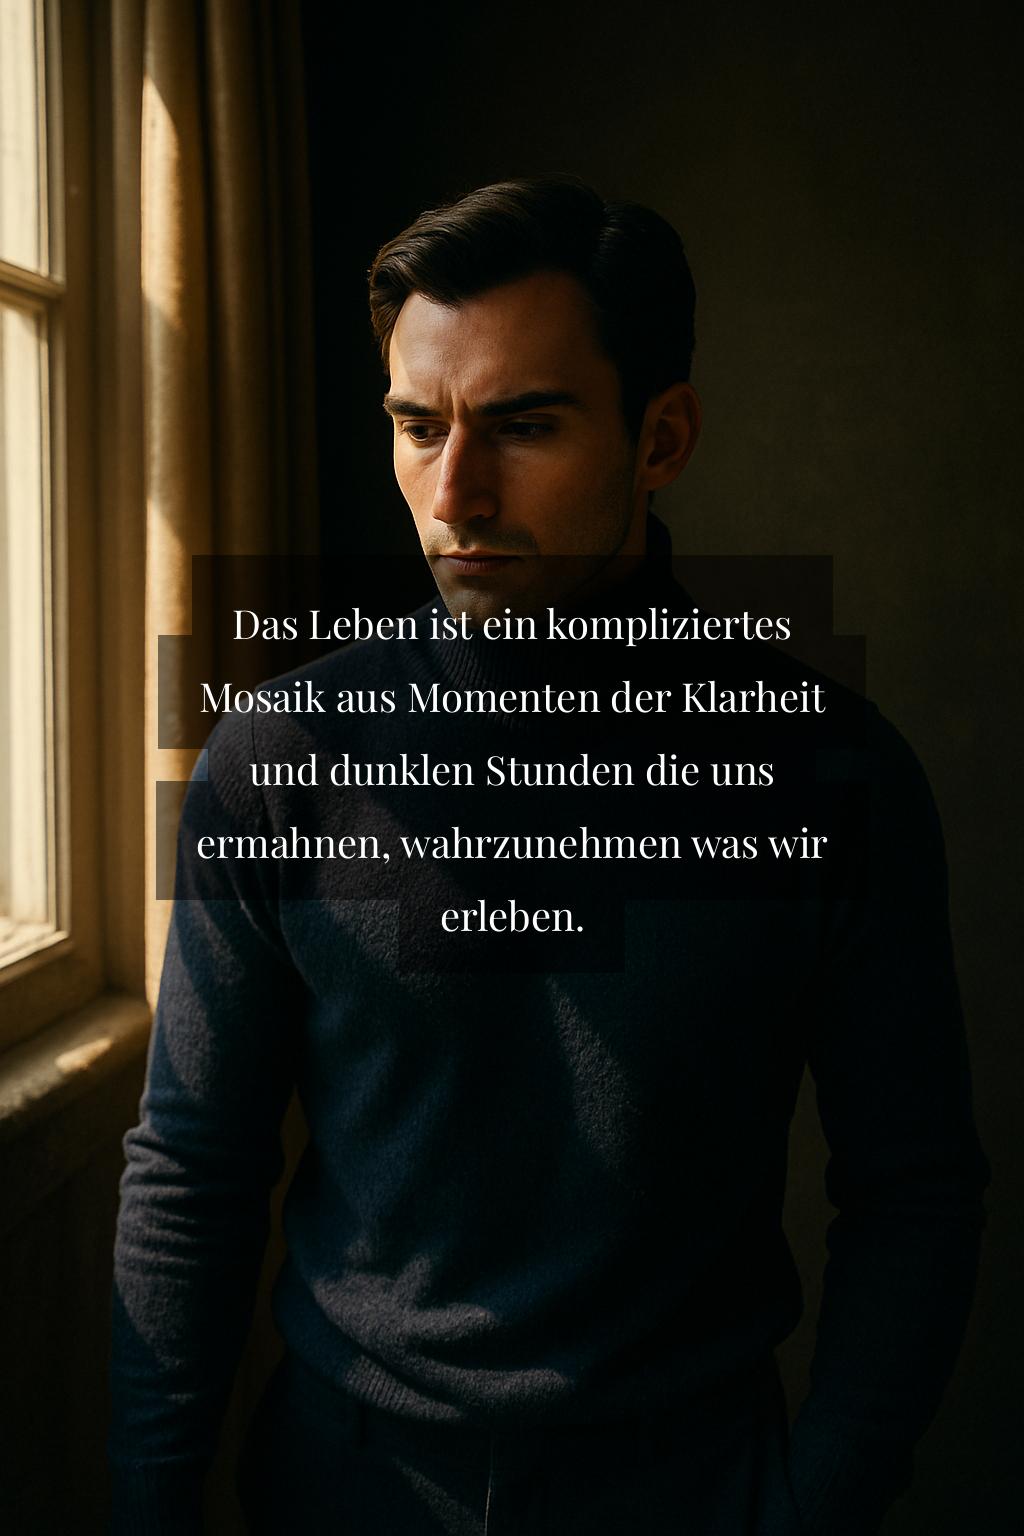 Das Leben ist ein kompliziertes
Mosaik aus Momenten der Klarheit
und dunklen Stunden die uns
ermahnen, wahrzunehmen was wir
erleben.